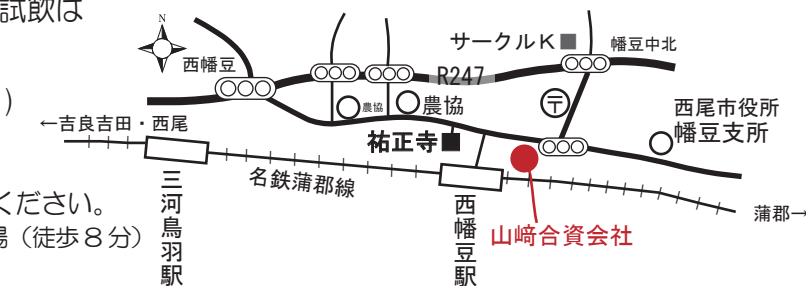 試飲は
)
ください。
場（徒歩８分）
N
サークルＫ
幡豆中北
西幡豆
R247
農協
農協
〒
西尾市役所
幡豆支所
←吉良吉田・西尾
祐正寺
名鉄蒲郡線
三河鳥羽駅
西幡豆駅
山﨑合資会社
蒲郡→